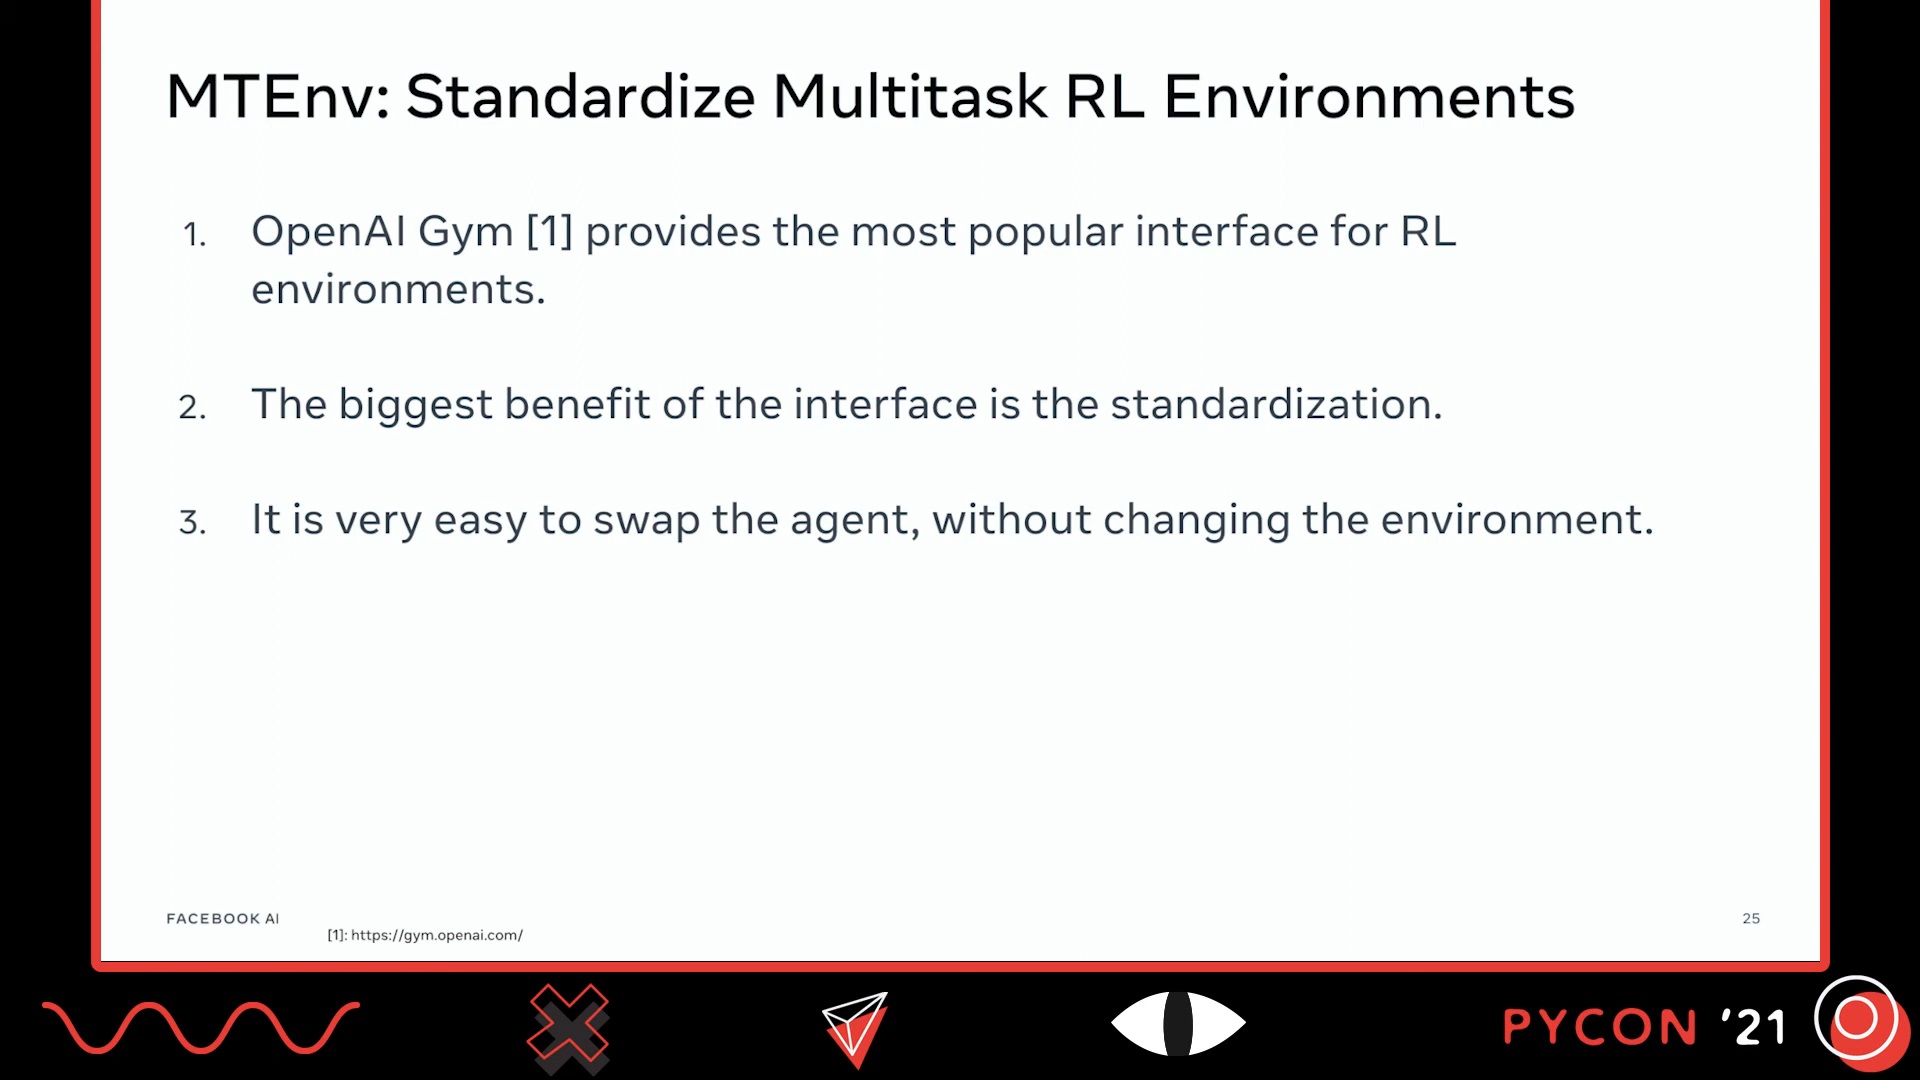 MTEnv: Standardize Multitask RL Environments
1. OpenAI Gym [1] provides the most popular interface for RL
environments.
2. The biggest benefit of the interface is the standardization.
3. It is very easy to swap the agent, without changing the environment.
FACEBOOK AI
25
[1]: https://gym.openai.com/
PYCON '21